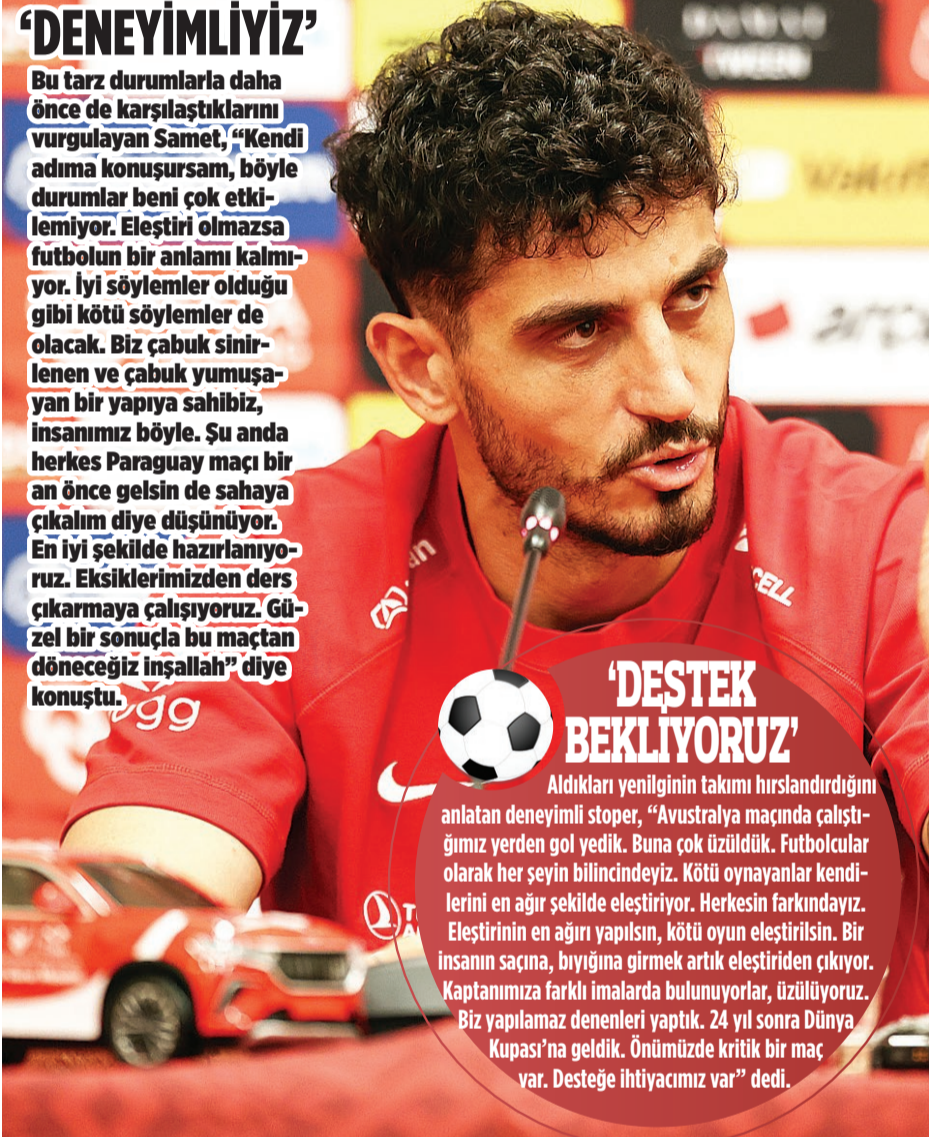 ‘DENEYİMLİYİZ’
Bu tarz durumlarla daha
önce de karşılaştıklarını
vurgulayan Samet, “Kendi
adıma konuşursam, böyle
durumlar beni çok etki-
lemiyor. Eleştiri olmazsa
futbolun bir anlamı kalmı-
yor. İyi söylemler olduğu
gibi kötü söylemler de
olacak. Biz çabuk sinir-
lenen ve çabuk yumuşa-
yan bir yapıya sahibiz,
insanımız böyle. Şu anda
herkes Paraguay maçı bir
an önce gelsin de sahaya
çıkalım diye düşünüyor.
En iyi şekilde hazırlanıyo-
ruz. Eksiklerimizden ders
çıkarmaya çalışıyoruz. Gü-
zel bir sonuçla bu maçtan
döneceğiz inşallah” diye
konuştu.
‘DESTEK
BEKLİYORUZ’
Aldıkları yenilginin takımı hırslandırdığını
anlatan deneyimli stoper, “Avustralya maçında çalıştı-
ğımız yerden gol yedik. Buna çok üzüldük. Futbolcular
olarak her şeyin bilincindeyiz. Kötü oynayanlar kendi-
lerini en ağır şekilde eleştiriyor. Herkesin farkındayız.
Eleştirinin en ağırı yapılsın, kötü oyun eleştirilsin. Bir
insanın saçına, bıyığına girmek artık eleştiriden çıkıyor.
Kaptanımıza farklı imalarda bulunuyorlar, üzülüyoruz.
Biz yapılamaz denenleri yaptık. 24 yıl sonra Dünya
Kupası’na geldik. Önümüzde kritik bir maç
var. Desteğe ihtiyacımız var” dedi.